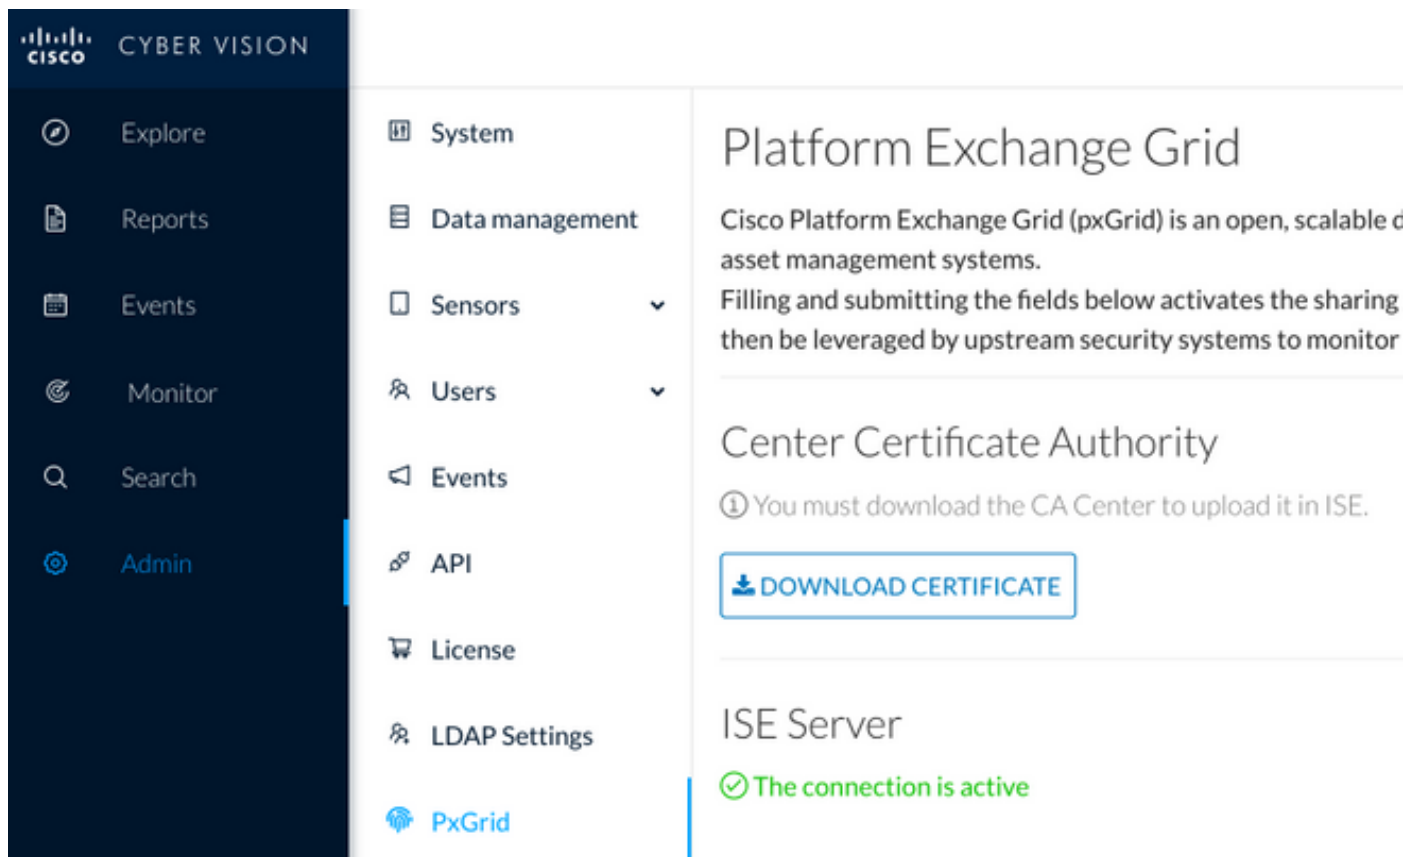 cisco CYBER VISION
Explore
Reports
Events
Monitor
Search
Admin
System
Data management
Sensors
Users
Events
API
License
LDAP Settings
PxGrid
Platform Exchange Grid
Cisco Platform Exchange Grid (pxGrid) is an open, scalable
asset management systems.
Filling and submitting the fields below activates the sharing
then be leveraged by upstream security systems to monitor
Center Certificate Authority
You must download the CA Center to upload it in ISE.
DOWNLOAD CERTIFICATE
ISE Server
The connection is active